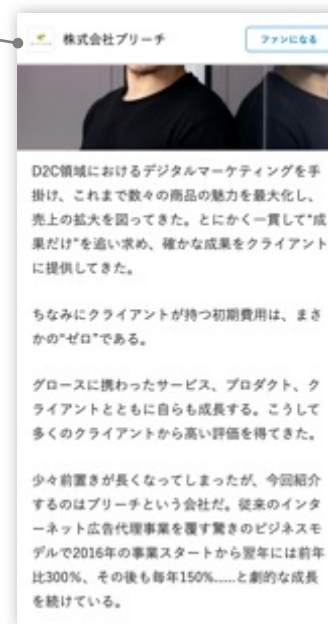 株式会社ブリーチ
ファンになる
D2C領域におけるデジタルマーケティングを手
掛け、これまで数々の商品の魅力を最大化し、
売上の拡大を図ってきた。とにかく一貫して“成
果だけ”を追い求め、確かな成果をクライアント
に提供してきた。
ちなみにクライアントが持つ初期費用は、まさ
かの“ゼロ”である。
グロースに携わったサービス、プロダクト、ク
ライアントとともに自らも成長する。こうして
多くのクライアントから高い評価を得てきた。
少々前置きが長くなってしまったが、今回紹介
するのはブリーチという会社だ。従来のインタ
ーネット広告代理事業を覆す驚きのビジネスモ
デルで2016年の事業スタートから翌年には前年
比300%、その後も毎年150%……と劇的な成長
を続けている。